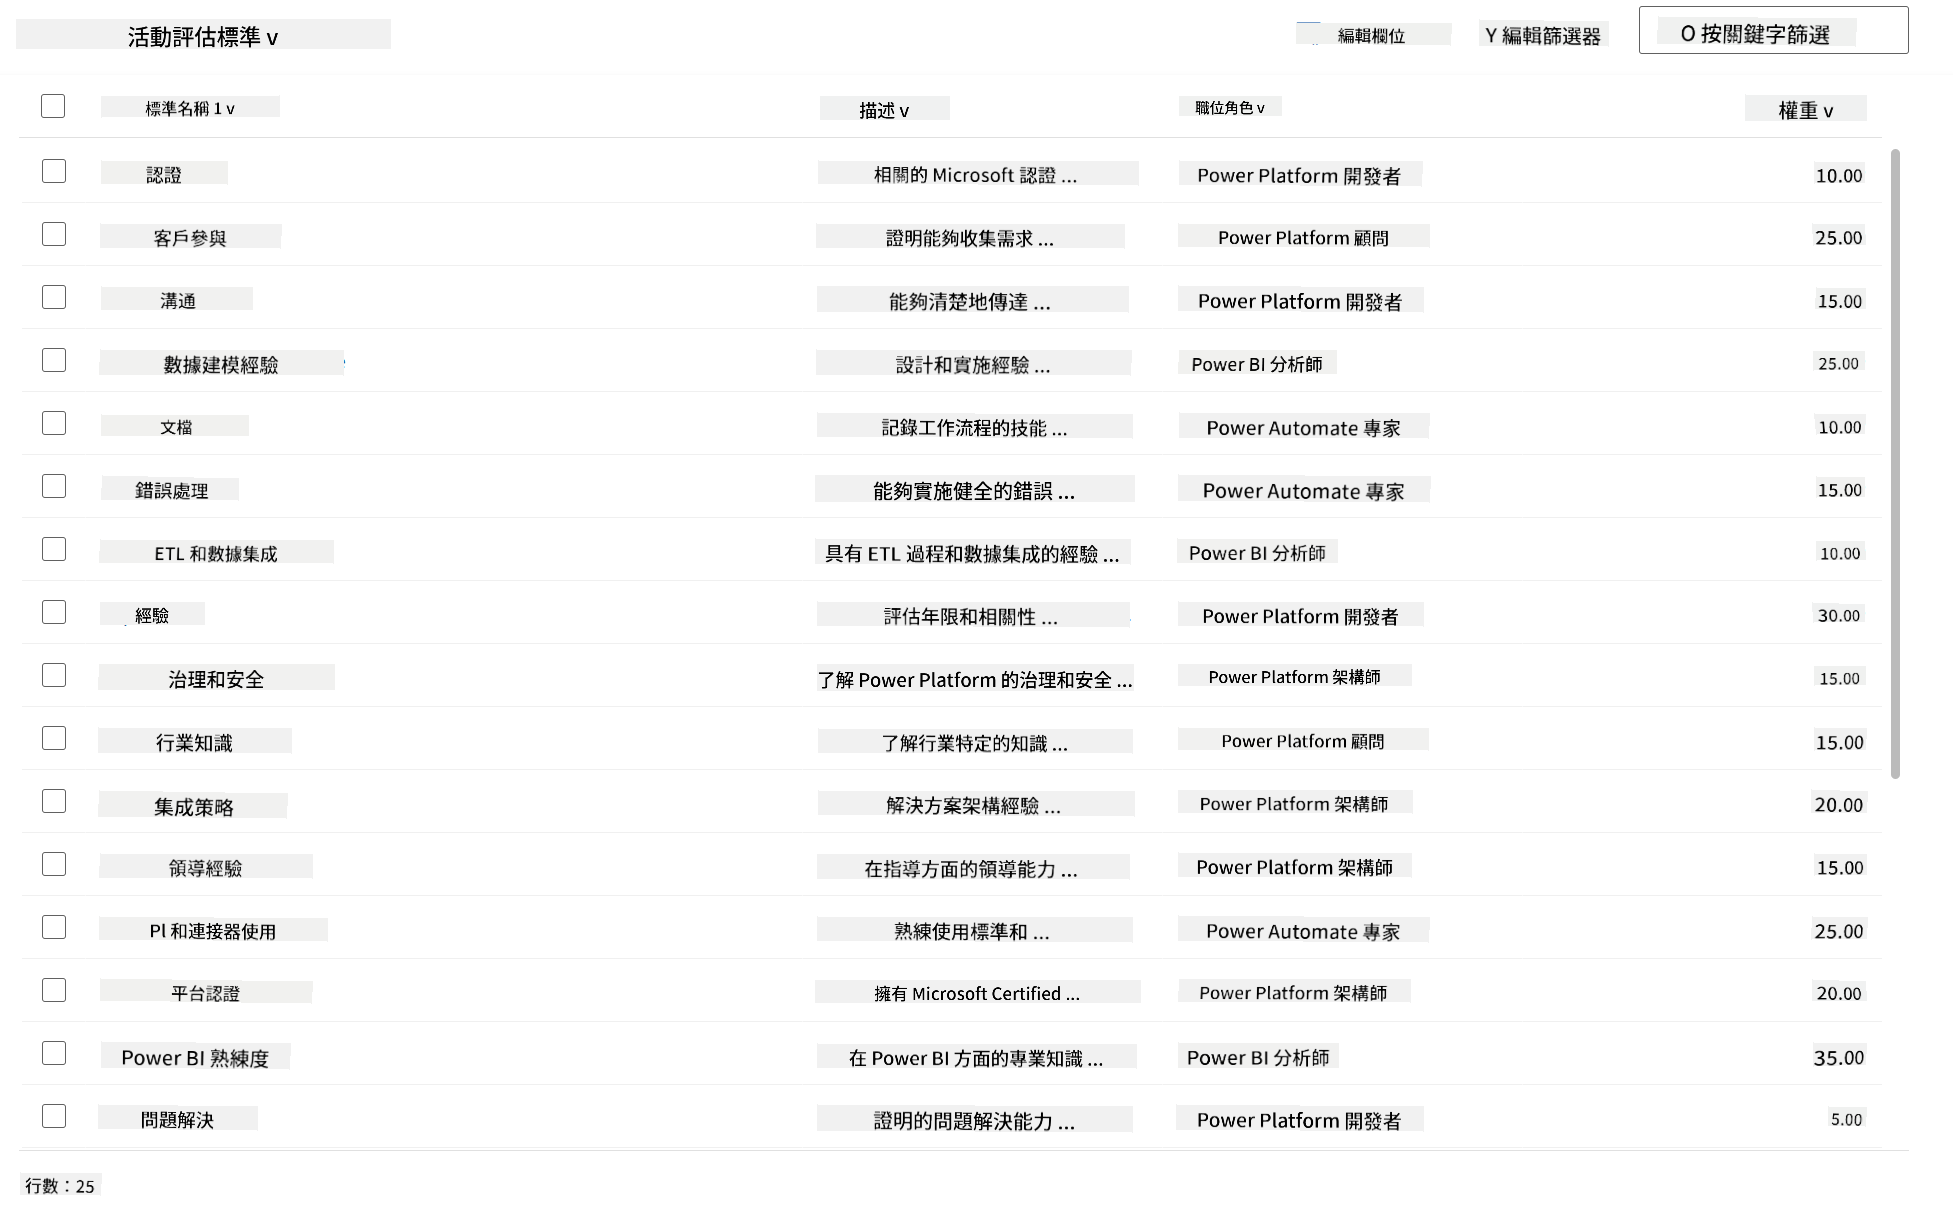 活動評估標準 v
編輯欄位
Y 編輯篩選器
O 按關鍵字篩選
標準名稱 1 v 描述 v 職位角色 v 權重 v
認證 相關的 Microsoft 認證 ... Power Platform 開發者 10.00
客戶參與 證明能夠收集需求 ... Power Platform 顧問 25.00
溝通 能夠清楚地傳達 ... Power Platform 開發者 15.00
數據建模經驗 設計和實施經驗 ... Power BI 分析師 25.00
文檔 記錄工作流程的技能 ... Power Automate 專家 10.00
錯誤處理 能夠實施健全的錯誤 ... Power Automate 專家 15.00
ETL 和數據集成 具有 ETL 過程和數據集成的經驗 ... Power BI 分析師 10.00
經驗 評估年限和相關性 ... Power Platform 開發者 30.00
治理和安全 了解 Power Platform 的治理和安全 ... Power Platform 架構師 15.00
行業知識 了解行業特定的知識 ... Power Platform 顧問 15.00
集成策略 解決方案架構經驗 ... Power Platform 架構師 20.00
領導經驗 在指導方面的領導能力 ... Power Platform 架構師 15.00
Pl 和連接器使用 熟練使用標準和 ... Power Automate 專家 25.00
平台認證 擁有 Microsoft Certified ... Power Platform 架構師 20.00
Power BI 熟練度 在 Power BI 方面的專業知識 ... Power BI 分析師 35.00
問題解決 證明的問題解決能力 ... Power Platform 開發者 5.00
行數：25